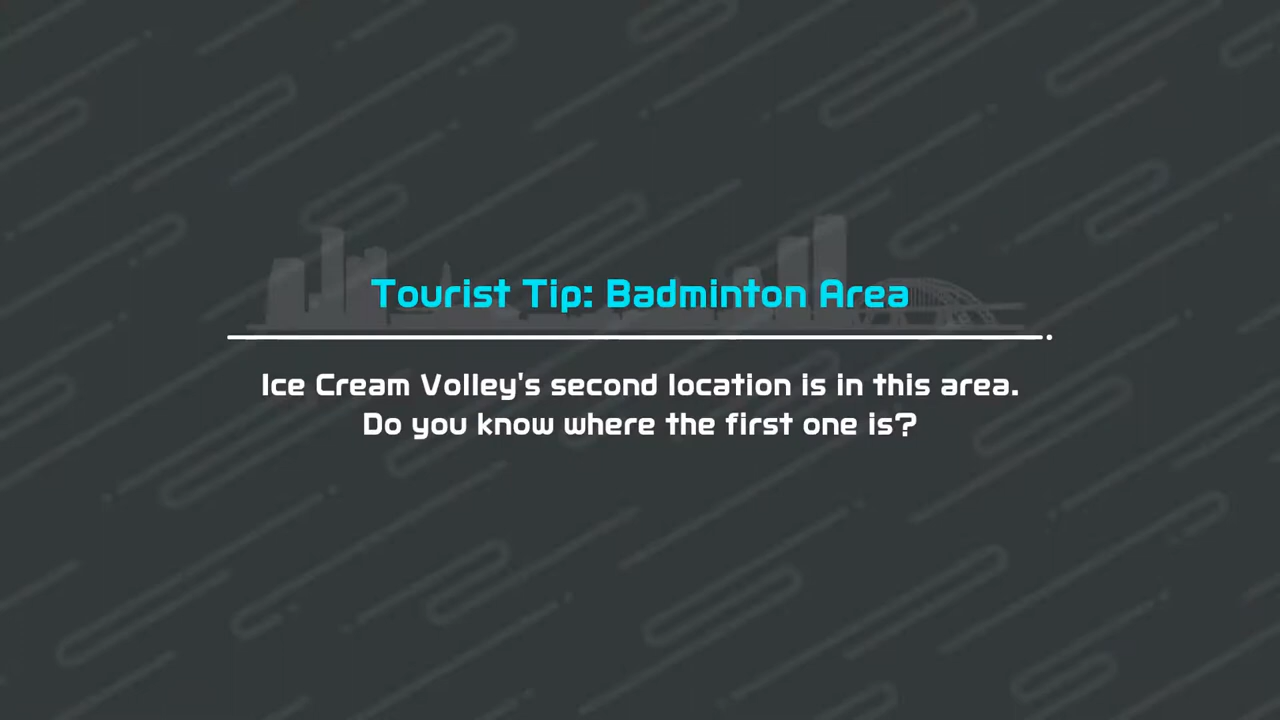 Tourist Tip: Badminton Area
Ice Cream Volley's second location is in this area.
Do you know where the first one is?